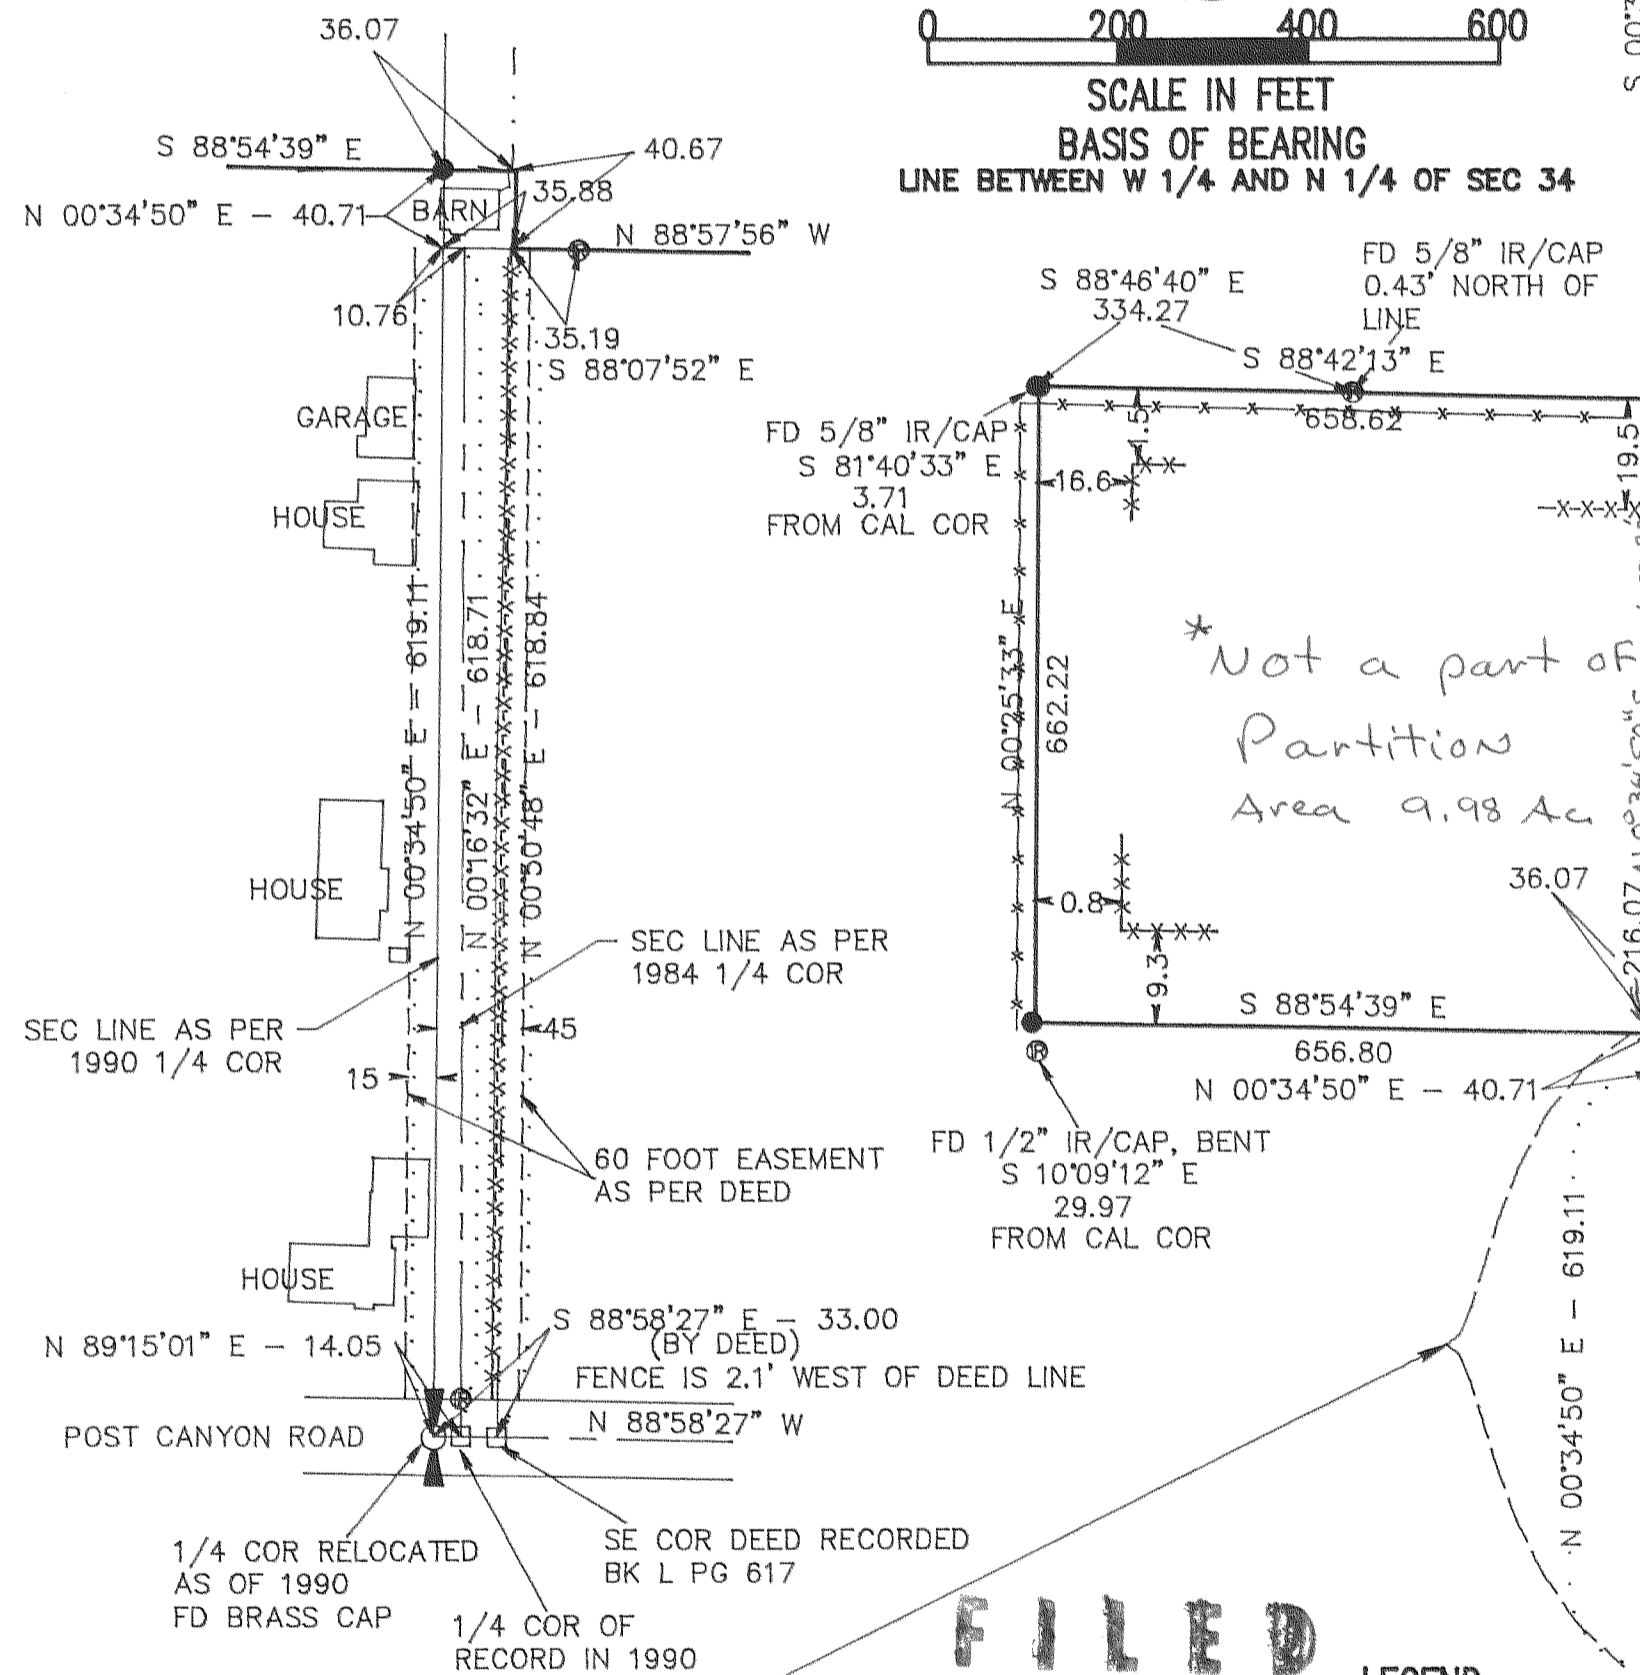 0 200 400 600
SCALE IN FEET
BASIS OF BEARING
LINE BETWEEN W 1/4 AND N 1/4 OF SEC 34
36.07
S 88°54'39" E
40.67
N 00°34'50" E - 40.71
BARN
35.88
N 88°57'56" W
10.76
35.19
S 88°07'52" E
GARAGE
HOUSE
N 00°34'50" E = 619.11
N 00°16'32" E - 618.71
N 00°30'48" E - 618.84
HOUSE
SEC LINE AS PER
1984 1/4 COR
SEC LINE AS PER
1990 1/4 COR
45
15
60 FOOT EASEMENT
AS PER DEED
HOUSE
N 89°15'01" E - 14.05
S 88°58'27" E - 33.00
(BY DEED)
FENCE IS 2.1' WEST OF DEED LINE
POST CANYON ROAD
N 88°58'27" W
1/4 COR RELOCATED
AS OF 1990
FD BRASS CAP
1/4 COR OF
RECORD IN 1990
SE COR DEED RECORDED
BK L PG 617
S 88°46'40" E
334.27
FD 5/8" IR/CAP
0.43' NORTH OF
LINE
S 88°42'13" E
658.62
FD 5/8" IR/CAP
S 81°40'33" E
3.71
FROM CAL COR
1.5
16.6
19.5
N 00°25'33" E
662.22
*Not a part of
Partition
Area 9.98 Ac
0.8
9.3
36.07
216.07
S 88°54'39" E
656.80
N 00°34'50" E - 40.71
R
FD 1/2" IR/CAP, BENT
S 10°09'12" E
29.97
FROM CAL COR
N 00°34'50" E - 619.11
FILED
LEGEND